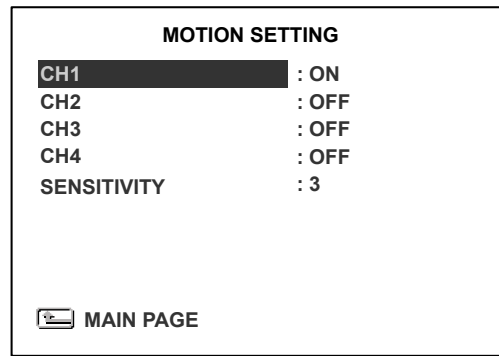 MOTION SETTING
CH1 : ON
CH2 : OFF
CH3 : OFF
CH4 : OFF
SENSITIVITY : 3
MAIN PAGE